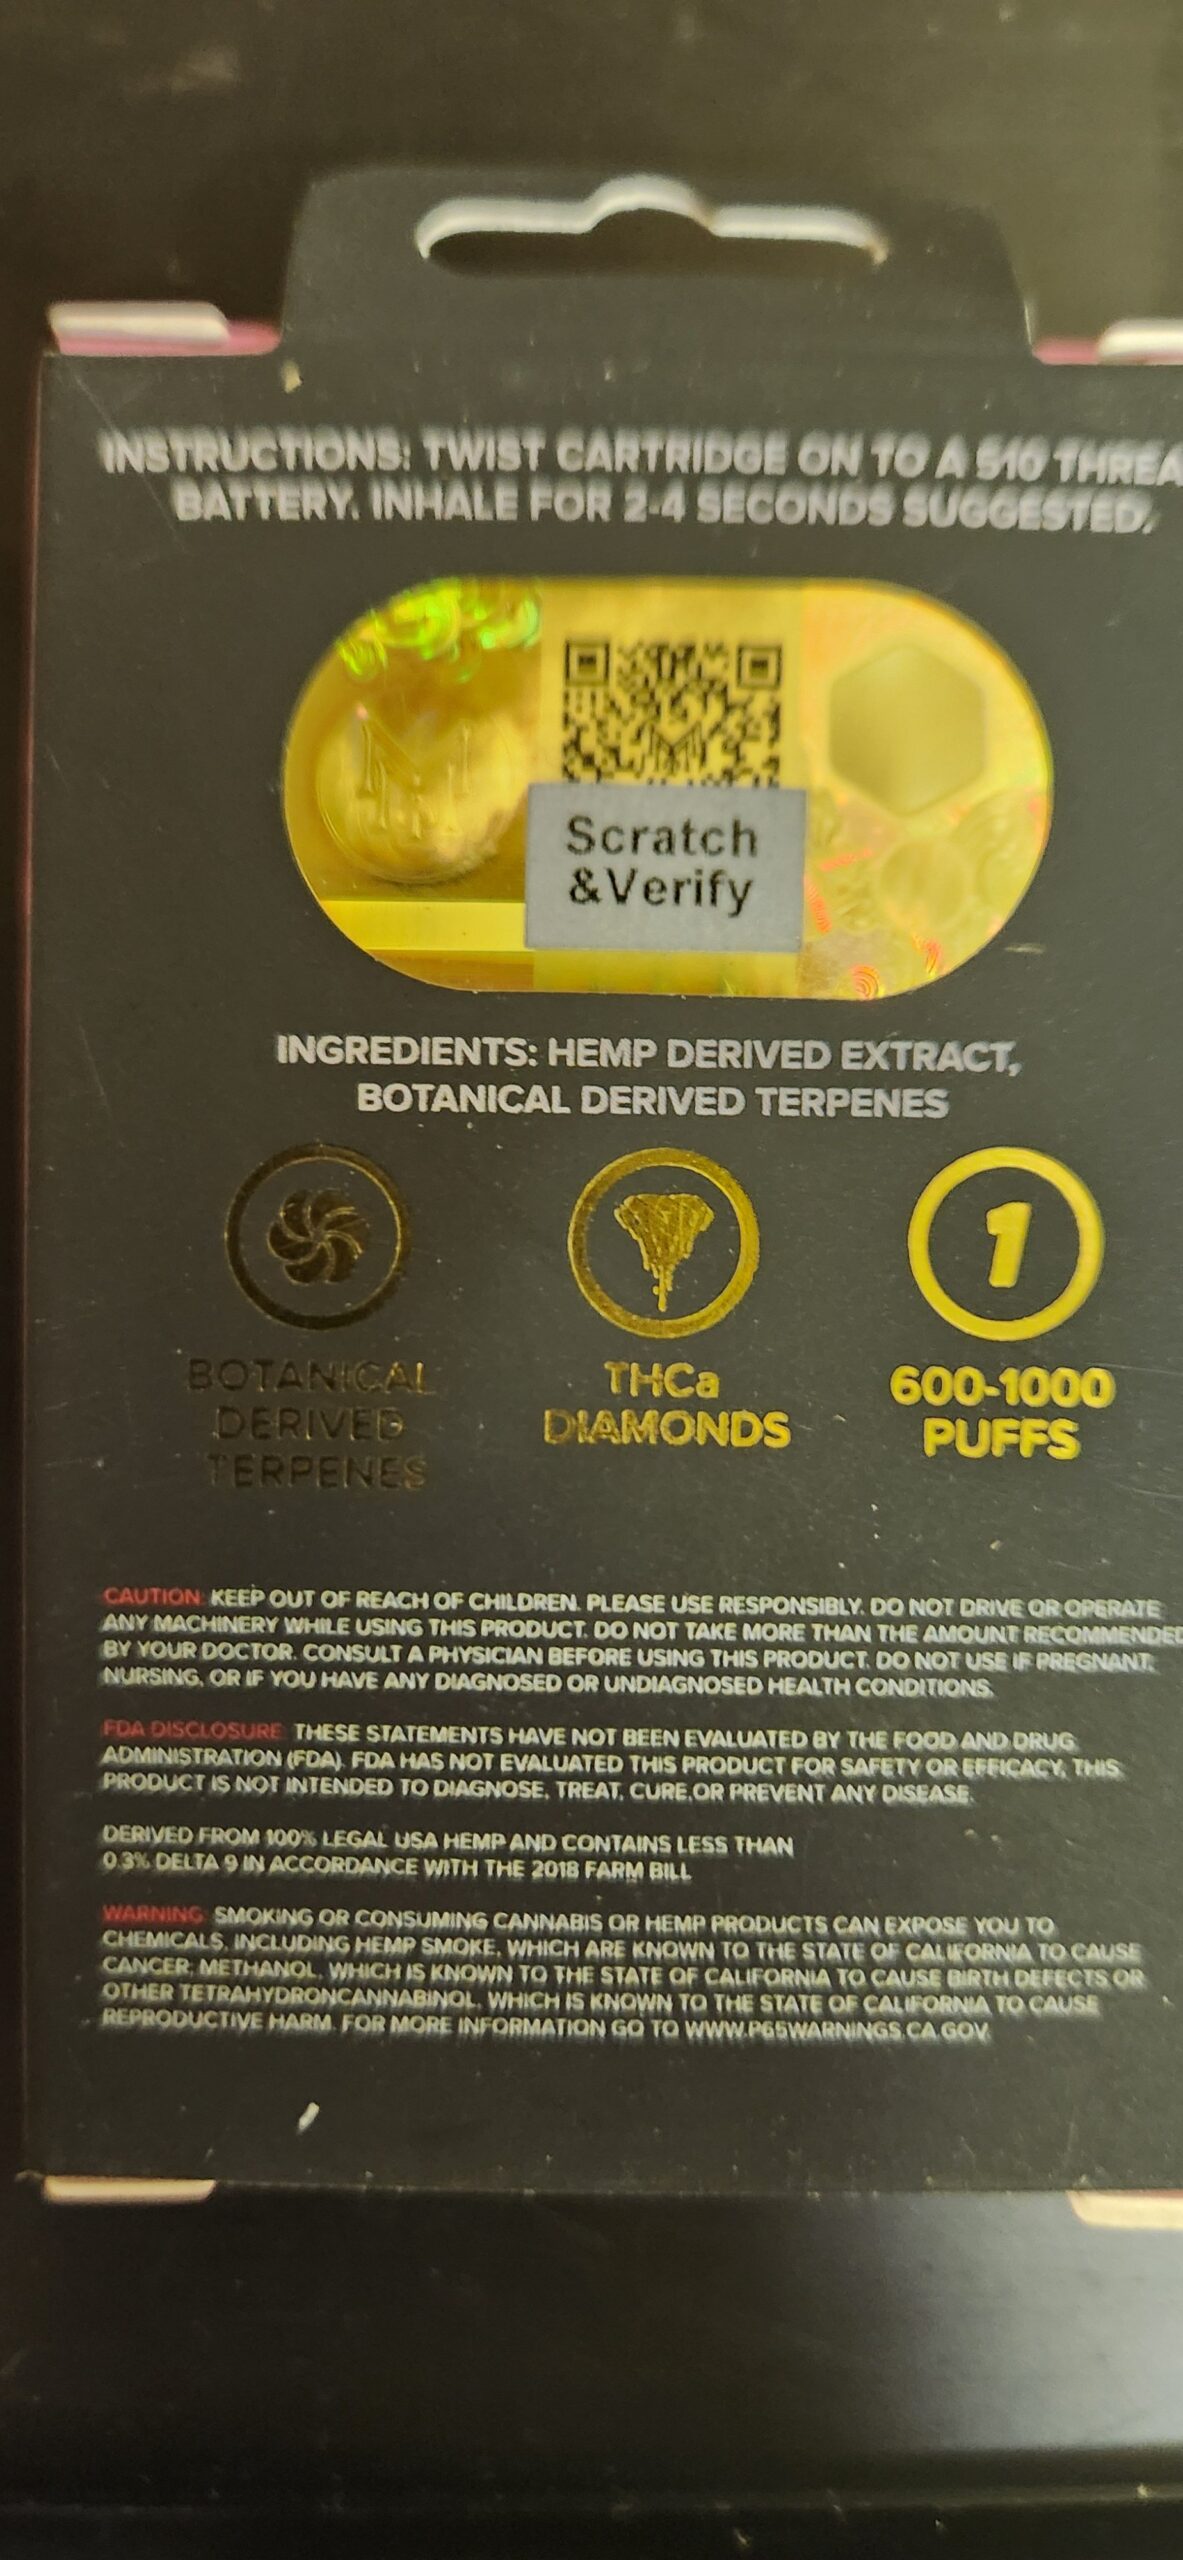 INSTRUCTIONS: TWIST CARTRIDGE ON TO A 510 THREA
BATTERY. INHALE FOR 2-4 SECONDS SUGGESTED.
M
Scratch
&Verify
INGREDIENTS: HEMP DERIVED EXTRACT,
BOTANICAL DERIVED TERPENES
BOTANICAL
DERIVED
TERPENES
THCa
DIAMONDS
1
600-1000
PUFFS
CAUTION: KEEP OUT OF REACH OF CHILDREN. PLEASE USE RESPONSIBLY. DO NOT DRIVE OR OPERATE
ANY MACHINERY WHILE USING THIS PRODUCT. DO NOT TAKE MORE THAN THE AMOUNT RECOMMENDED
BY YOUR DOCTOR. CONSULT A PHYSICIAN BEFORE USING THIS PRODUCT. DO NOT USE IF PREGNANT,
NURSING, OR IF YOU HAVE ANY DIAGNOSED OR UNDIAGNOSED HEALTH CONDITIONS.
FDA DISCLOSURE: THESE STATEMENTS HAVE NOT BEEN EVALUATED BY THE FOOD AND DRUG
ADMINISTRATION (FDA). FDA HAS NOT EVALUATED THIS PRODUCT FOR SAFETY OR EFFICACY, THIS
PRODUCT IS NOT INTENDED TO DIAGNOSE, TREAT, CURE,OR PREVENT ANY DISEASE.
DERIVED FROM 100% LEGAL USA HEMP AND CONTAINS LESS THAN
0.3% DELTA 9 IN ACCORDANCE WITH THE 2018 FARM BILL
WARNING: SMOKING OR CONSUMING CANNABIS OR HEMP PRODUCTS CAN EXPOSE YOU TO
CHEMICALS, INCLUDING HEMP SMOKE, WHICH ARE KNOWN TO THE STATE OF CALIFORNIA TO CAUSE
CANCER; METHANOL, WHICH IS KNOWN TO THE STATE OF CALIFORNIA TO CAUSE BIRTH DEFECTS OR
OTHER TETRAHYDRONCANNABINOL, WHICH IS KNOWN TO THE STATE OF CALIFORNIA TO CAUSE
REPRODUCTIVE HARM. FOR MORE INFORMATION GO TO WWW.P65WARNINGS.CA.GOV.